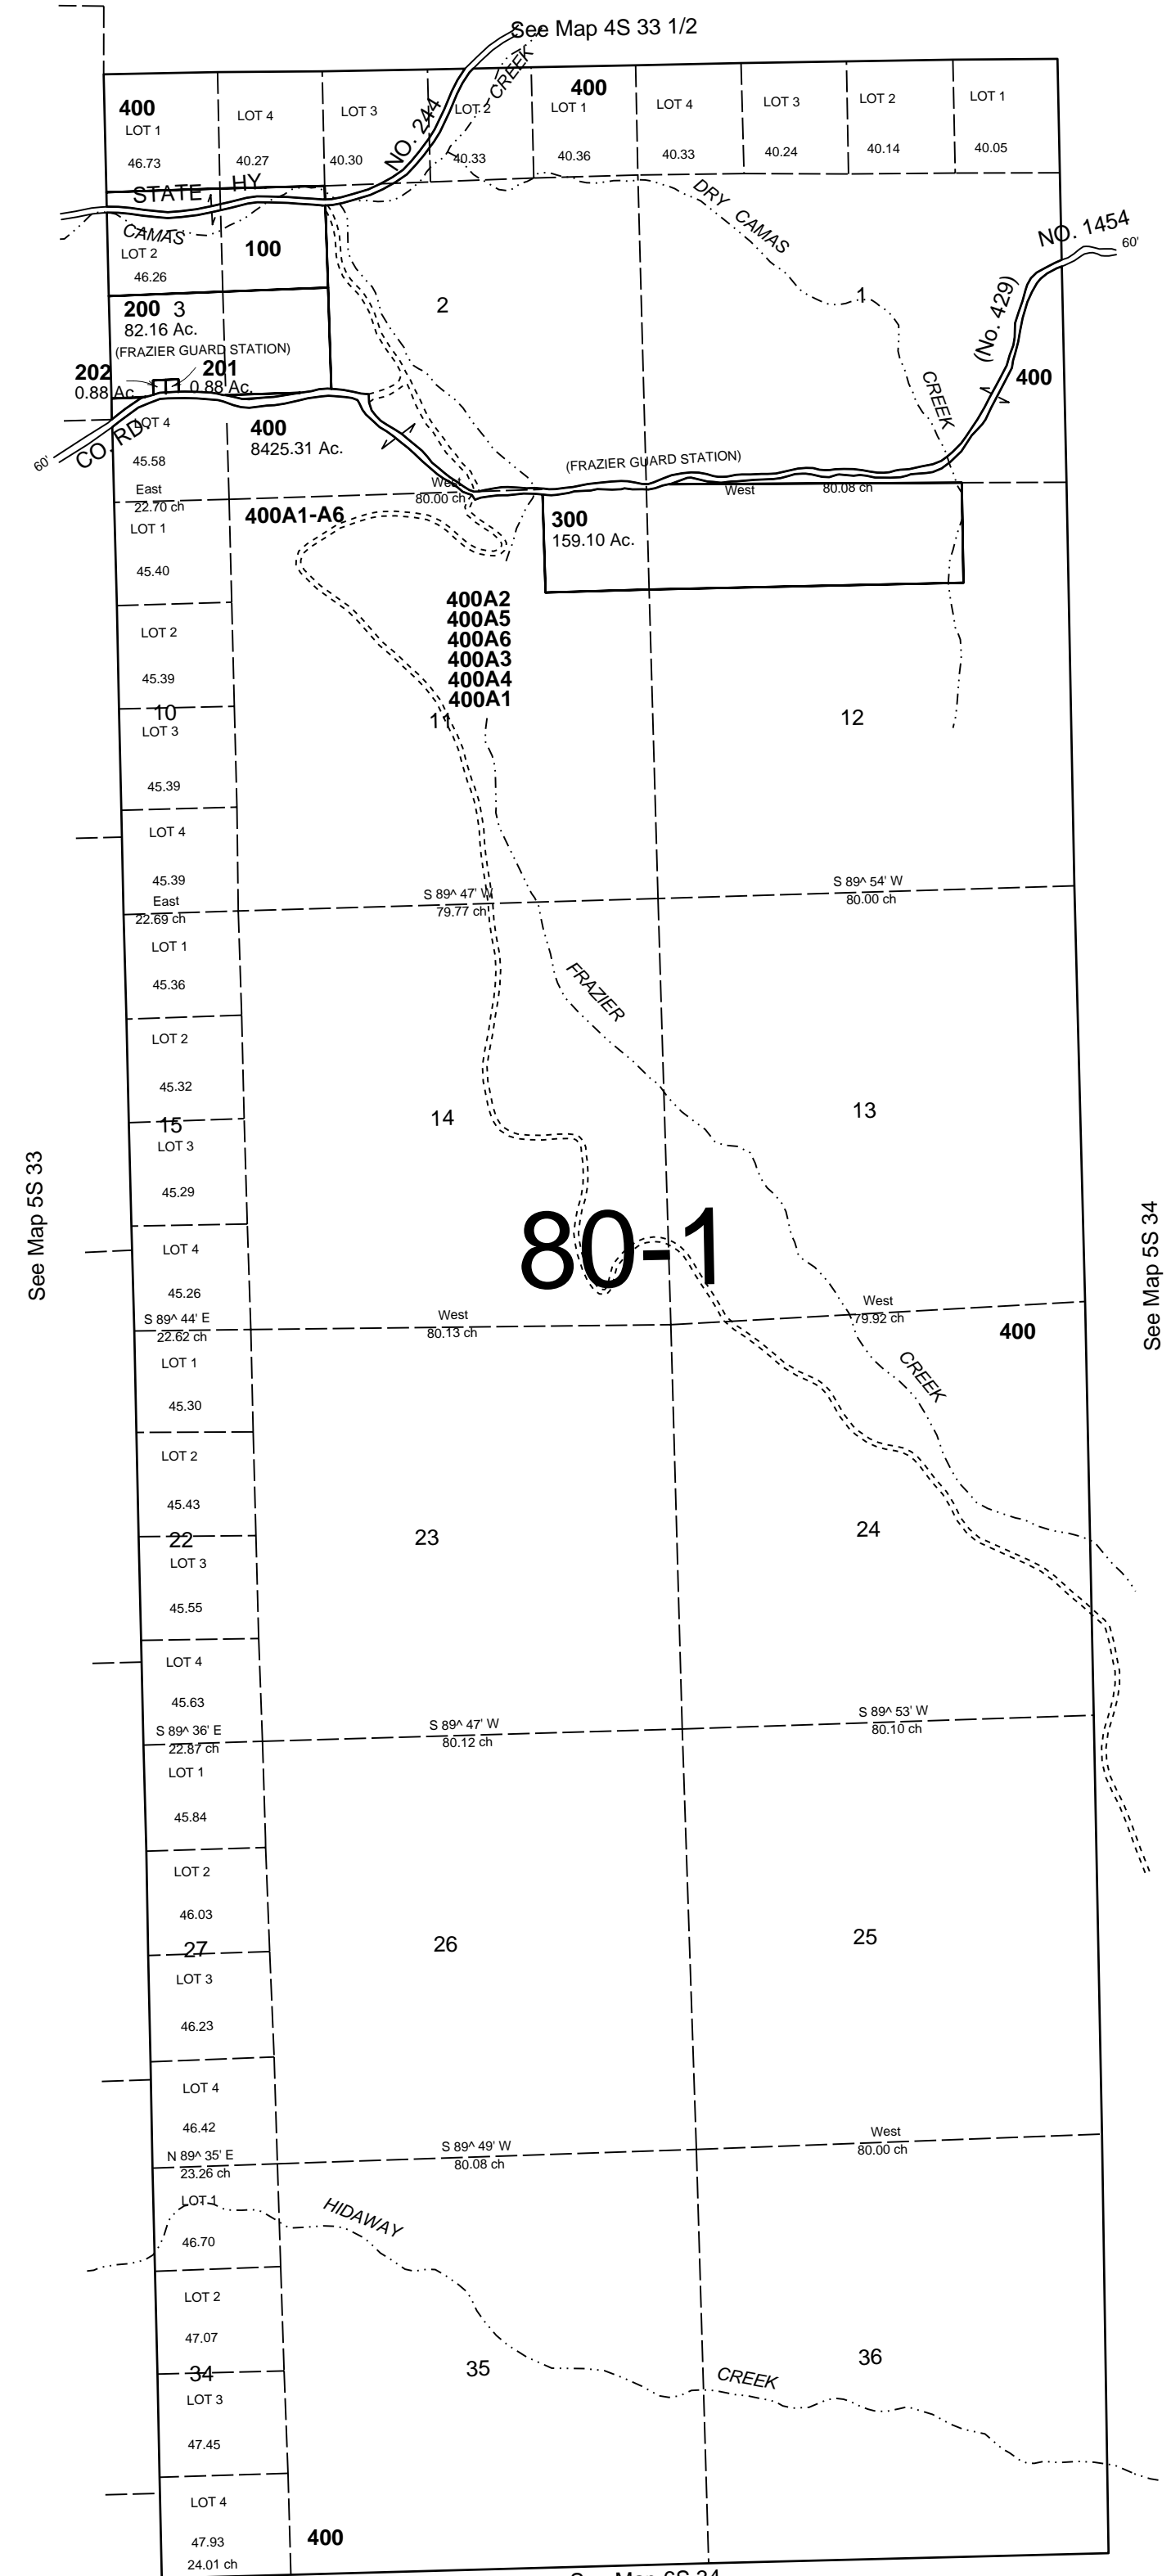 See Map 4S 33 1/2
400
LOT 1
46.73
LOT 4
40.27
LOT 3
40.30
LOT 2
40.33
400
LOT 1
40.36
LOT 4
40.33
LOT 3
40.24
LOT 2
40.14
LOT 1
40.05
CREEK
NO. 244
STATE HY
CAMAS
LOT 2
46.26
100
DRY CAMAS
CREEK
NO. 1454
60'
(No. 429)
400
200 3
82.16 Ac.
(FRAZIER GUARD STATION)
2
1
202
0.88 Ac.
201
0.88 Ac.
CO. RD.
60'
LOT 4
45.58
400
8425.31 Ac.
(FRAZIER GUARD STATION)
East
22.70 ch
West
80.00 ch
West
80.08 ch
400A1-A6
300
159.10 Ac.
LOT 1
45.40
400A2
400A5
400A6
400A3
400A4
400A1
LOT 2
45.39
10
11
12
LOT 3
45.39
LOT 4
45.39
East
22.69 ch
S 89^ 47' W
79.77 ch
S 89^ 54' W
80.00 ch
LOT 1
45.36
FRAZIER
LOT 2
45.32
15
14
13
LOT 3
45.29
See Map 5S 33
See Map 5S 34
80-1
LOT 4
45.26
S 89^ 44' E
22.62 ch
West
80.13 ch
West
79.92 ch
400
CREEK
LOT 1
45.30
LOT 2
45.43
22
23
24
LOT 3
45.55
LOT 4
45.63
S 89^ 36' E
22.87 ch
S 89^ 47' W
80.12 ch
S 89^ 53' W
80.10 ch
LOT 1
45.84
LOT 2
46.03
27
26
25
LOT 3
46.23
LOT 4
46.42
N 89^ 35' E
23.26 ch
S 89^ 49' W
80.08 ch
West
80.00 ch
LOT 1
46.70
HIDAWAY
LOT 2
47.07
34
35
36
CREEK
LOT 3
47.45
LOT 4
47.93
24.01 ch
400
See Map 6S 34